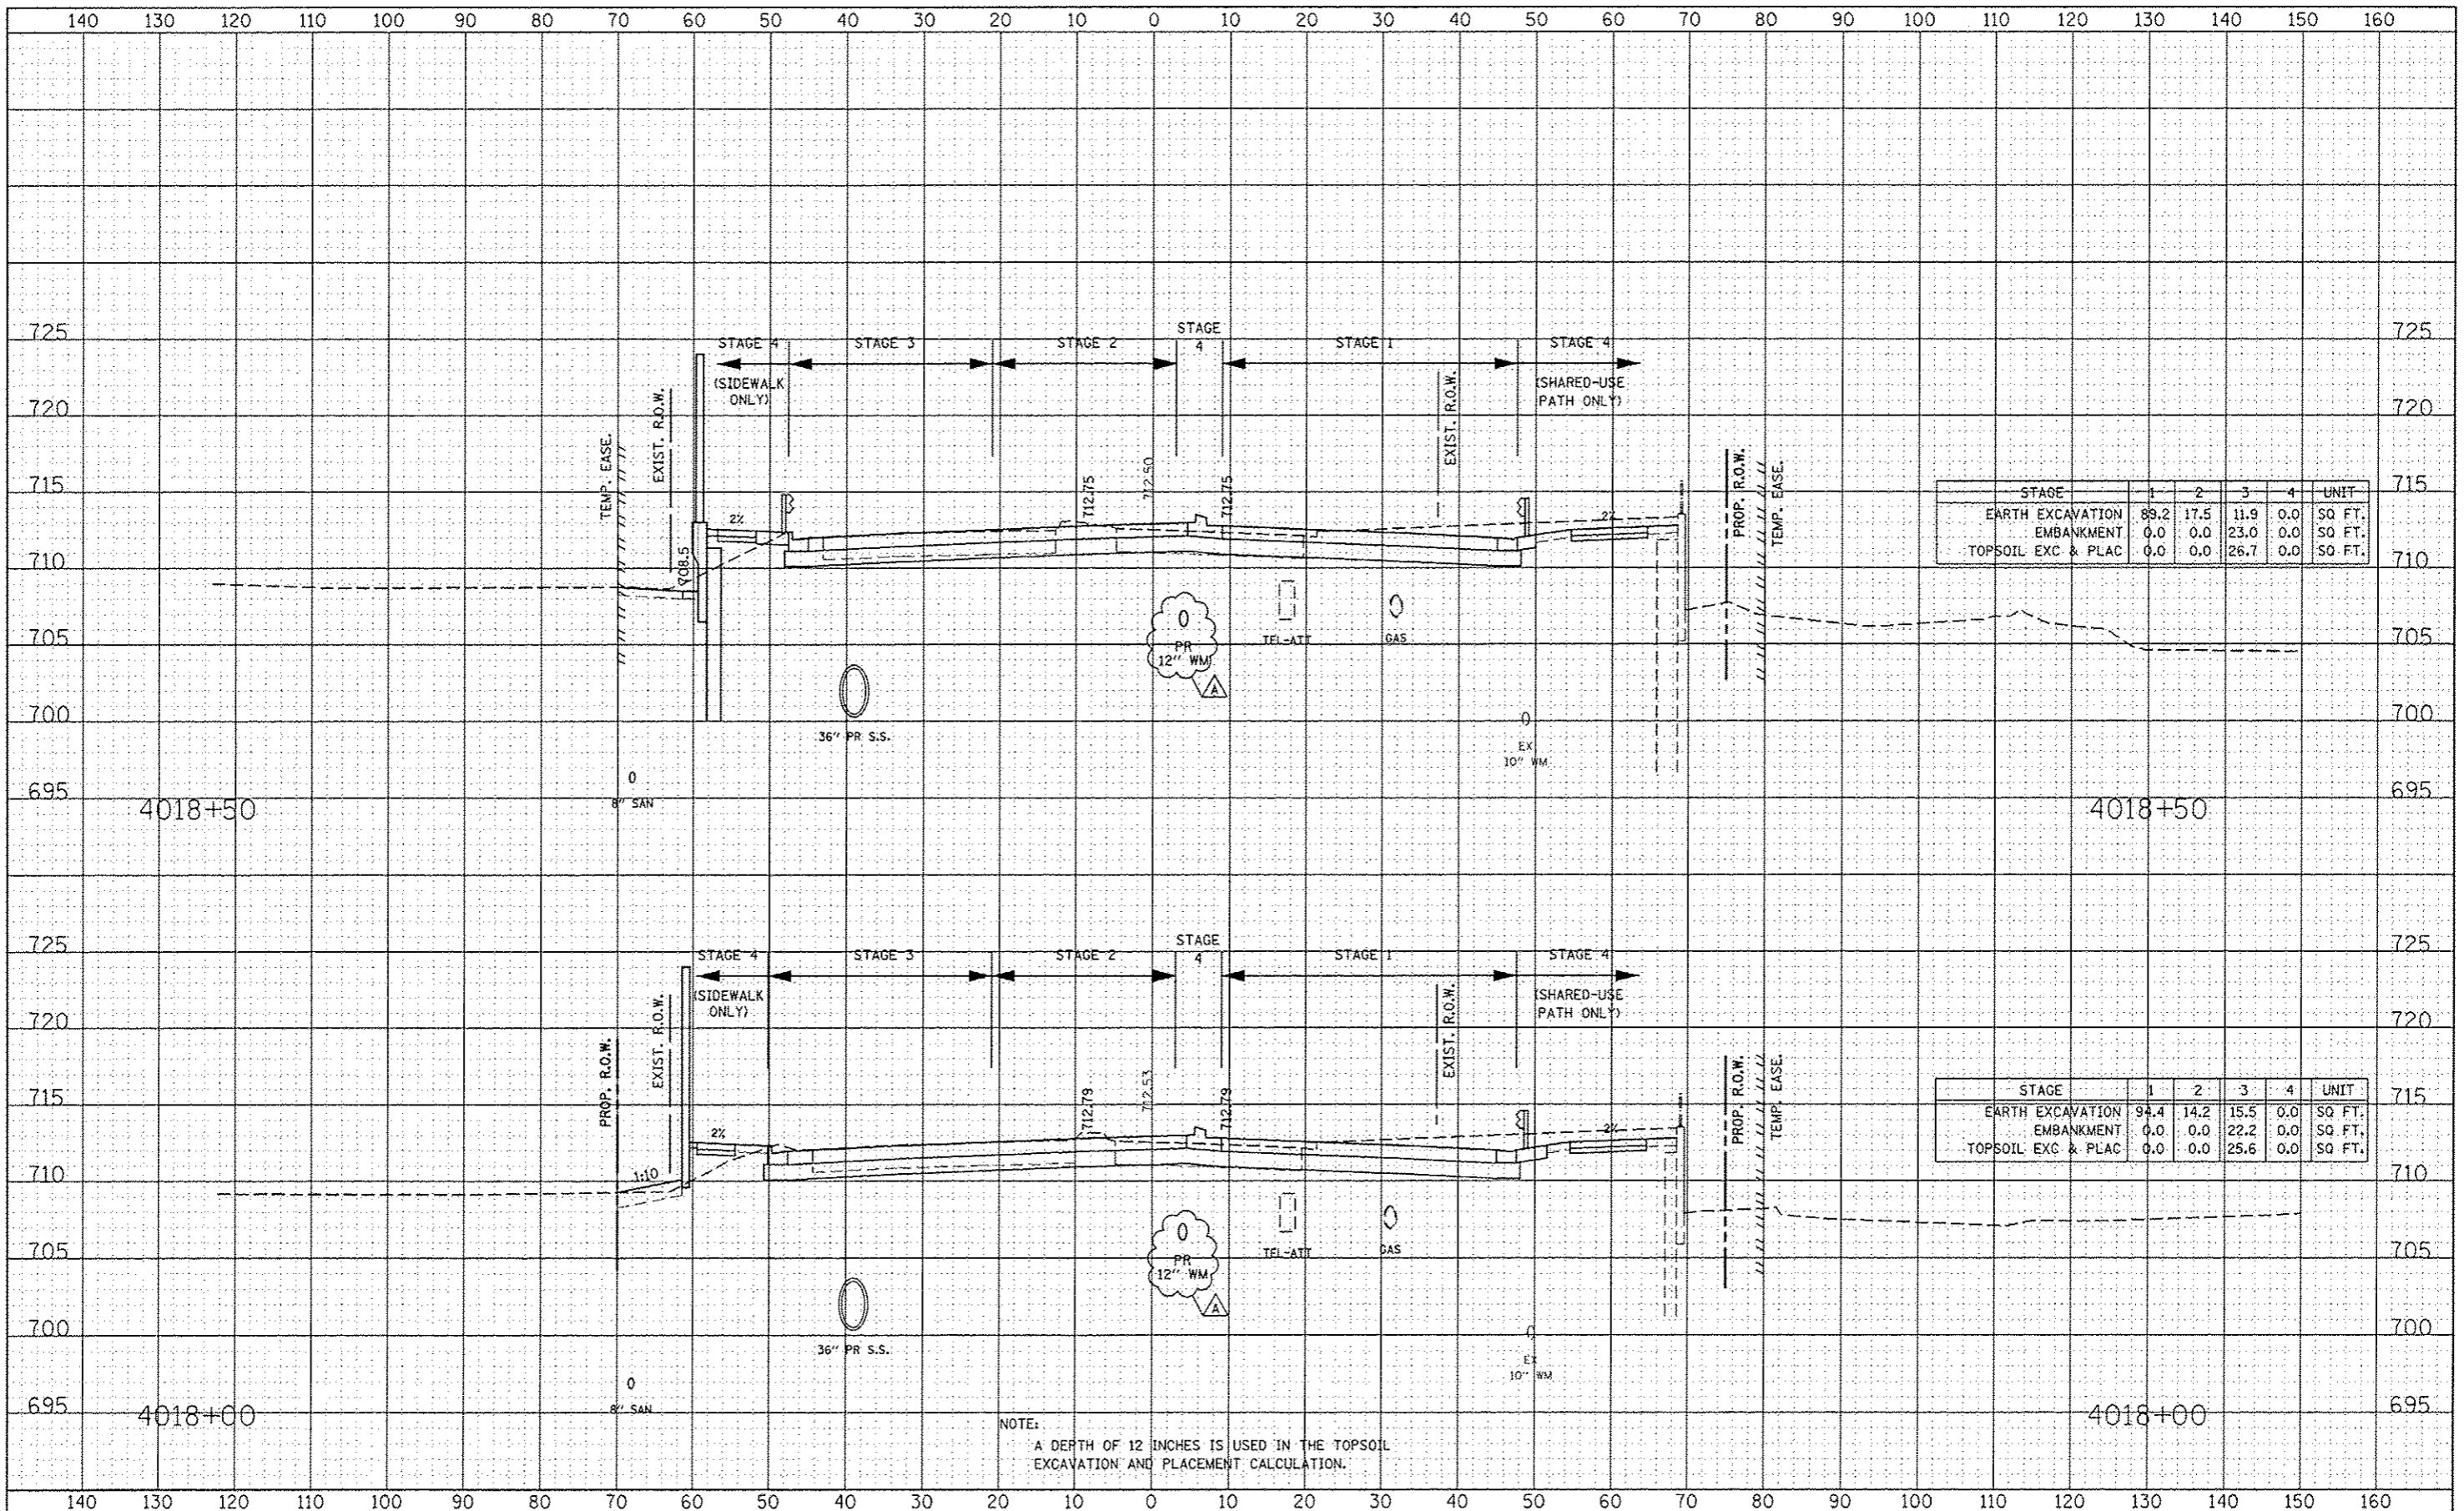 140 130 120 110 100 90 80 70 60 50 40 30 20 10 0 10 20 30 40 50 60 70 80 90 100 110 120 130 140 150 160
725 725
STAGE 4 STAGE 3 STAGE 2 STAGE 4 STAGE 1 STAGE 4
(SIDEWALK ONLY)
(SHARED-USE PATH ONLY)
720 720
TEMP. EASE.
EXIST. R.O.W.
EXIST. R.O.W.
PROP. R.O.W.
TEMP. EASE.
715 715
712.75
712.50
712.75
2%
2%
708.5
STAGE 1 2 3 4 UNIT
EARTH EXCAVATION 89.2 17.5 11.9 0.0 SQ FT.
EMBANKMENT 0.0 0.0 23.0 0.0 SQ FT.
TOPSOIL EXC & PLAC 0.0 0.0 26.7 0.0 SQ FT.
710 710
705 705
PR
12" WM
A
TEL-ATT
GAS
700 700
36" PR S.S.
EX
10" WM
695 695
8" SAN
4018+50 4018+50
725 725
STAGE 4 STAGE 3 STAGE 2 STAGE 4 STAGE 1 STAGE 4
(SIDEWALK ONLY)
(SHARED-USE PATH ONLY)
720 720
PROP. R.O.W.
EXIST. R.O.W.
EXIST. R.O.W.
PROP. R.O.W.
TEMP. EASE.
715 715
712.79
712.53
712.79
2%
2%
1:10
STAGE 1 2 3 4 UNIT
EARTH EXCAVATION 94.4 14.2 15.5 0.0 SQ FT.
EMBANKMENT 0.0 0.0 22.2 0.0 SQ FT.
TOPSOIL EXC & PLAC 0.0 0.0 25.6 0.0 SQ FT.
710 710
705 705
PR
12" WM
A
TEL-ATT
GAS
700 700
36" PR S.S.
EX
10" WM
695 695
8" SAN
4018+00 4018+00
NOTE:
A DEPTH OF 12 INCHES IS USED IN THE TOPSOIL
EXCAVATION AND PLACEMENT CALCULATION.
140 130 120 110 100 90 80 70 60 50 40 30 20 10 0 10 20 30 40 50 60 70 80 90 100 110 120 130 140 150 160